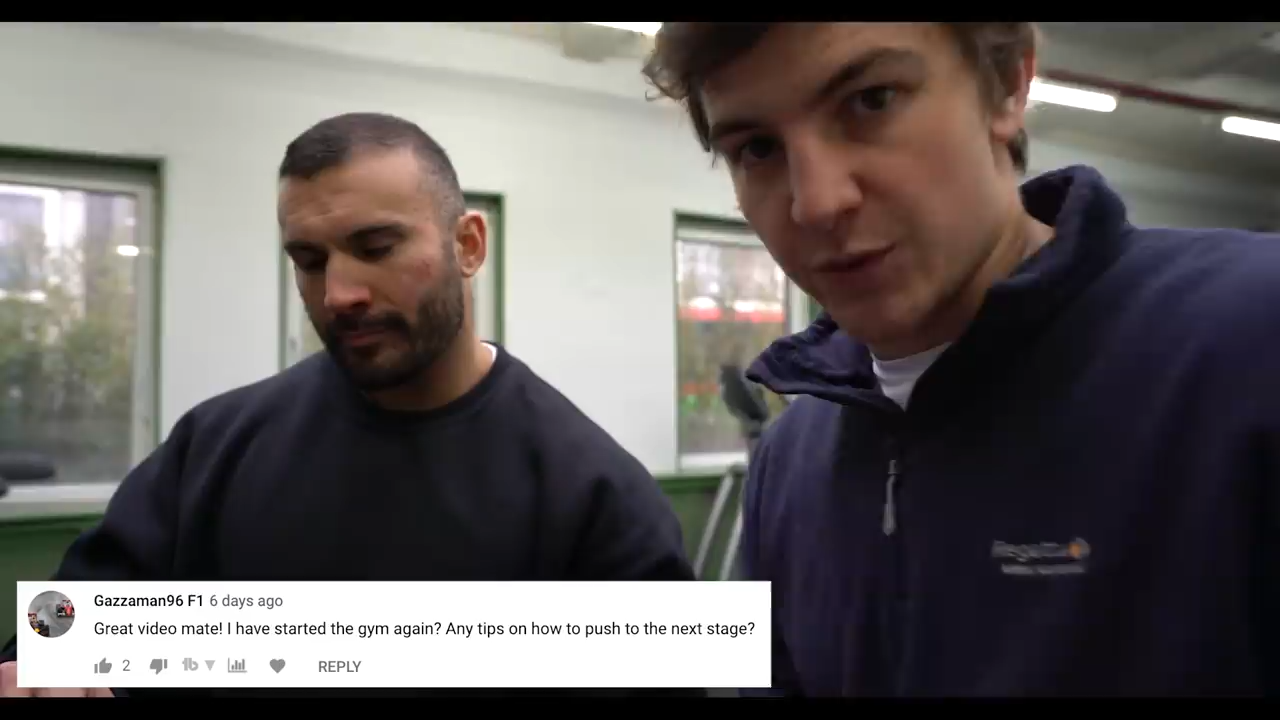 Regatta
Gazzaman96 F1 6 days ago
Great video mate! I have started the gym again? Any tips on how to push to the next stage?
2
REPLY